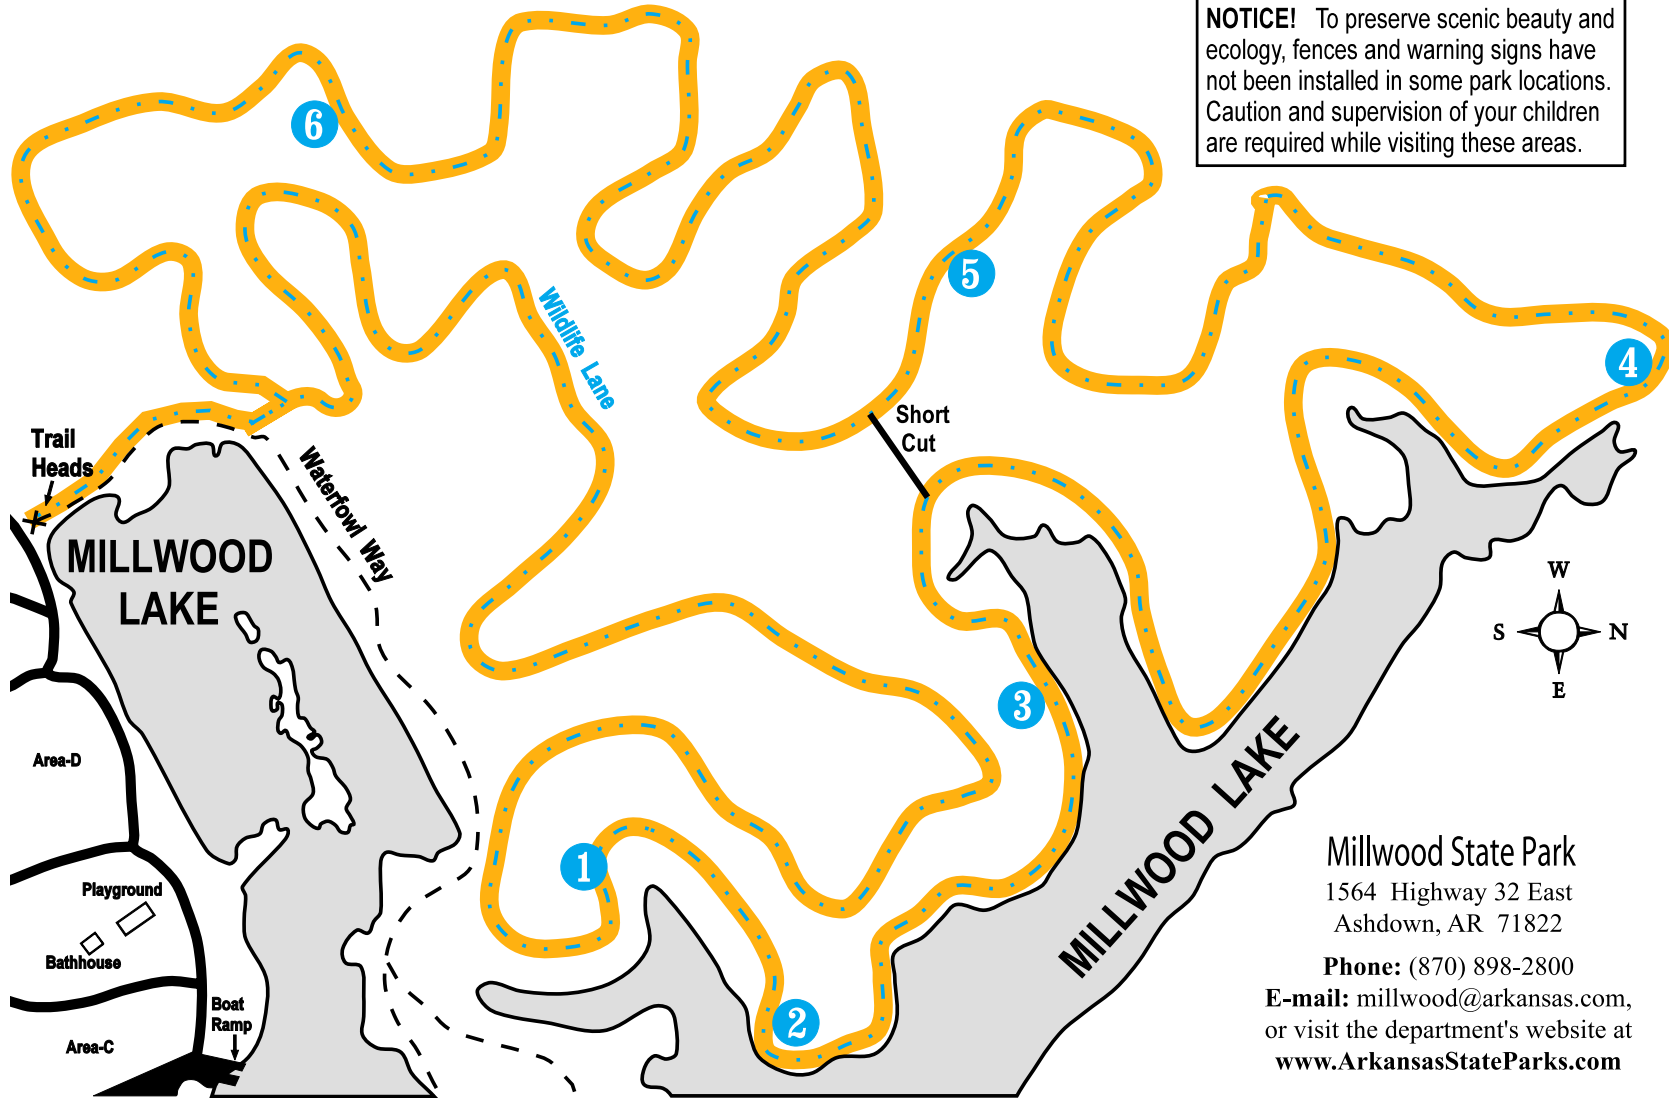 NOTICE! To preserve scenic beauty and
ecology, fences and warning signs have
not been installed in some park locations.
Caution and supervision of your children
are required while visiting these areas.
6
5
4
Wildlife Lane
Short
Cut
Trail
Heads
Waterfowl Way
MILLWOOD
LAKE
W
S
N
E
3
Area-D
MILLWOOD LAKE
1
2
Playground
Bathhouse
Boat
Ramp
Area-C
Millwood State Park
1564 Highway 32 East
Ashdown, AR 71822
Phone: (870) 898-2800
E-mail: millwood@arkansas.com,
or visit the department's website at
www.ArkansasStateParks.com